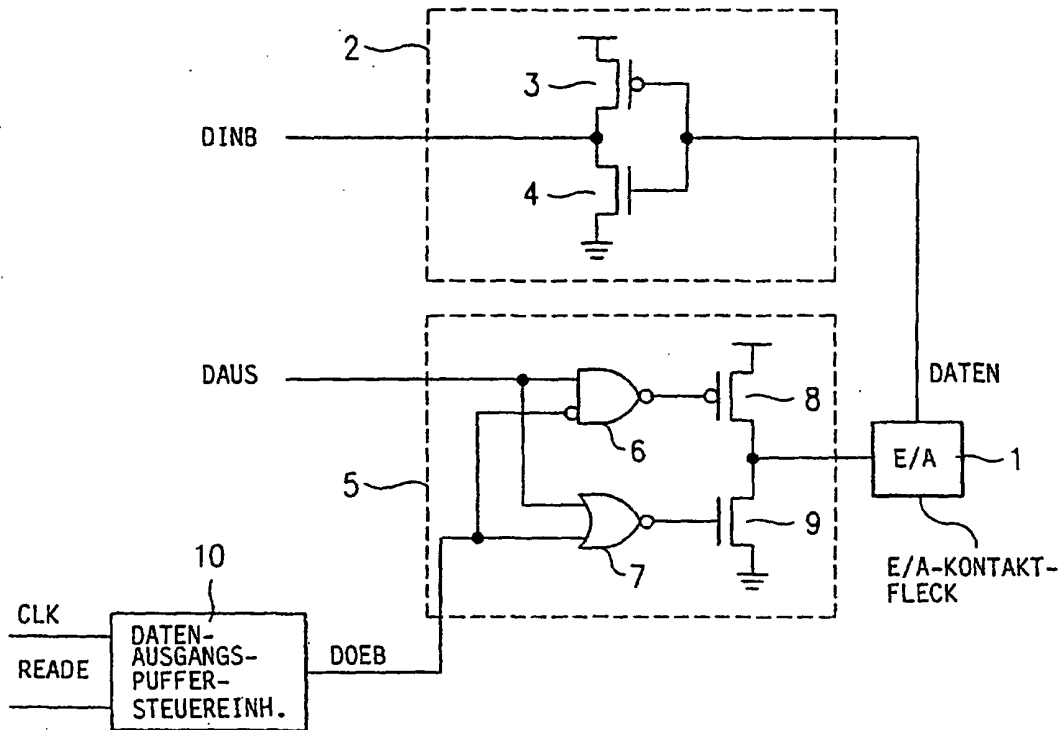 2
3
DINB
4
DAUS
DATEN
8
6
E/A
1
5
9
7
E/A-KONTAKT-
FLECK
10
CLK
READE
DATEN-
AUSGANGS-
PUFFER-
STEUEREINH.
DOEB